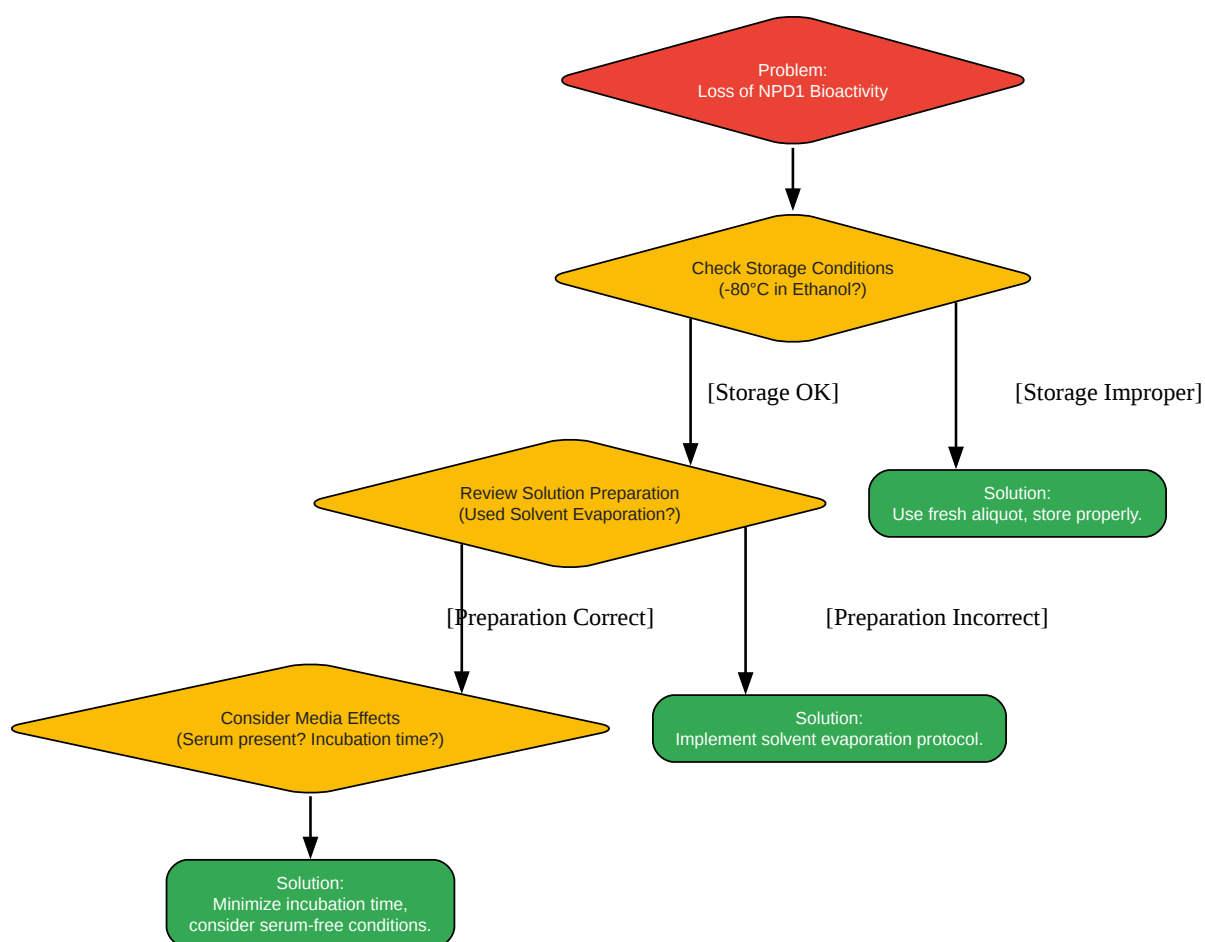 Problem:
Loss of NPD1 Bioactivity
Check Storage Conditions
(-80°C in Ethanol?)
[Storage OK]
[Storage Improper]
Review Solution Preparation
(Used Solvent Evaporation?)
Solution:
Use fresh aliquot, store properly.
[Preparation Correct]
[Preparation Incorrect]
Consider Media Effects
(Serum present? Incubation time?)
Solution:
Implement solvent evaporation protocol.
Solution:
Minimize incubation time,
consider serum-free conditions.